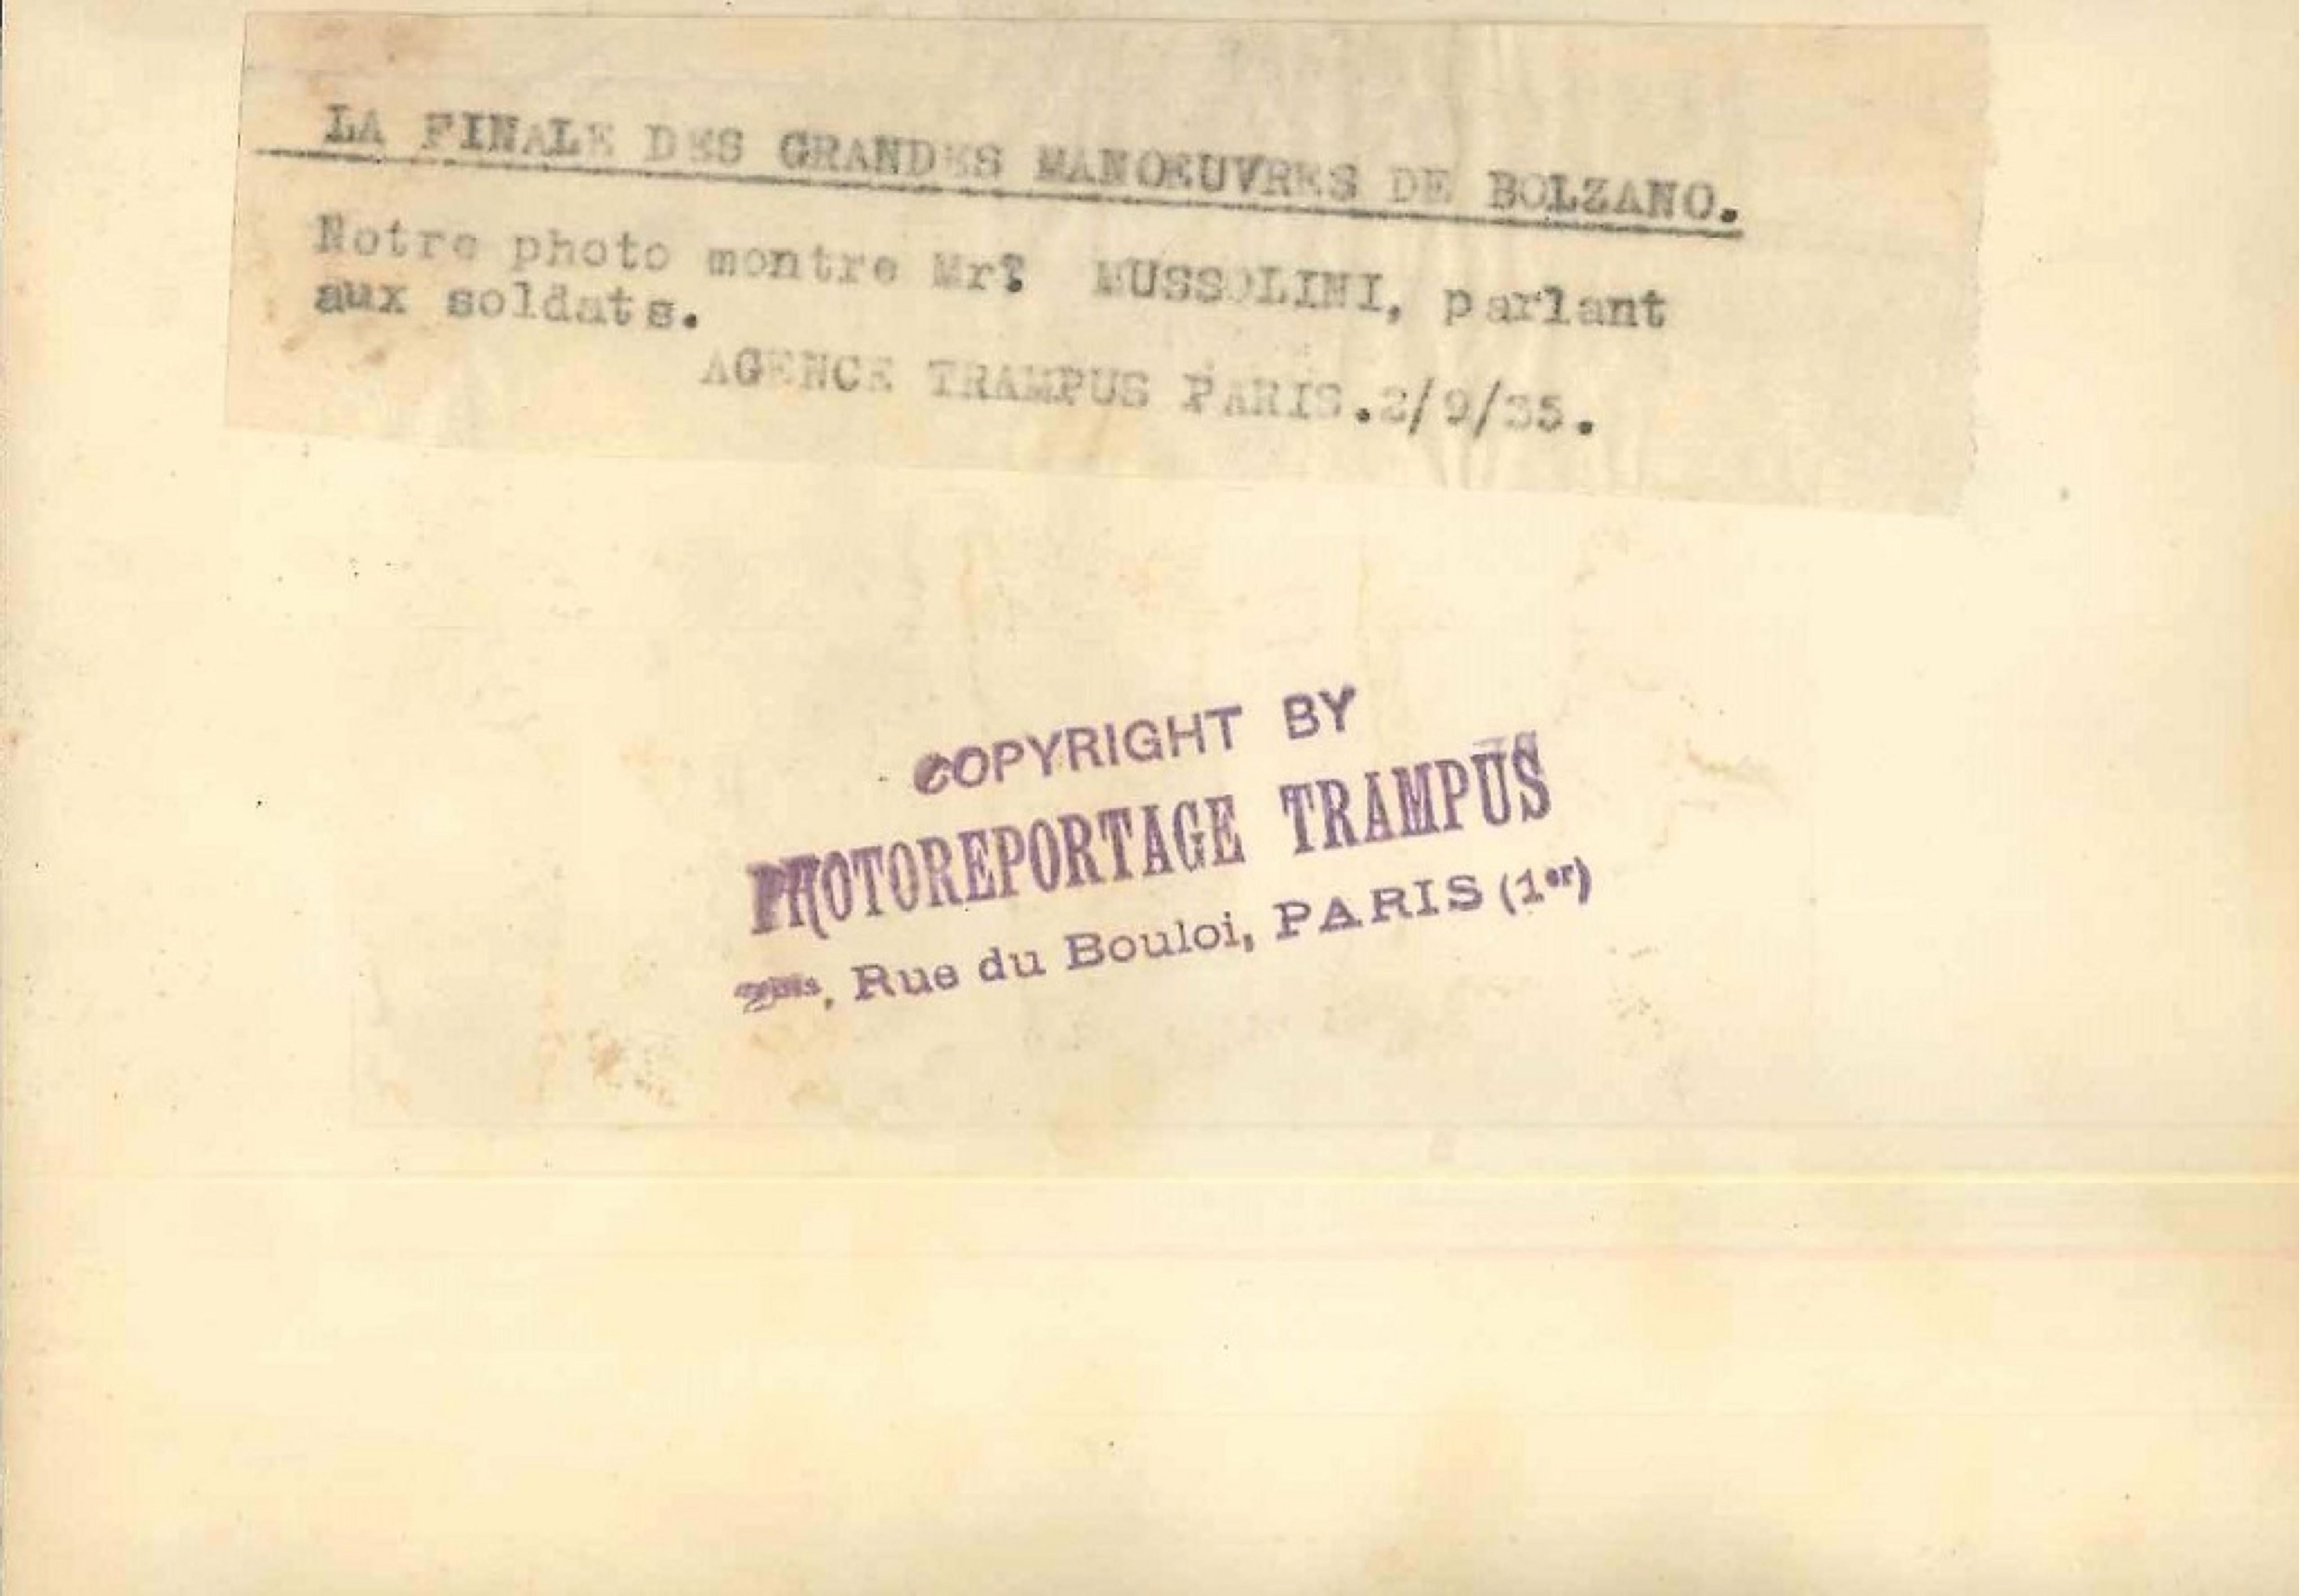 LA FINALE DES GRANDES MANOEUVRES DE BOLZANO.
Notre photo montre Mr? MUSSOLINI, parlant
aux soldats.
AGENCE TRAMPUS PARIS.2/9/35.
COPYRIGHT BY
PHOTOREPORTAGE TRAMPUS
Rue du Bouloi, PARIS (1er)